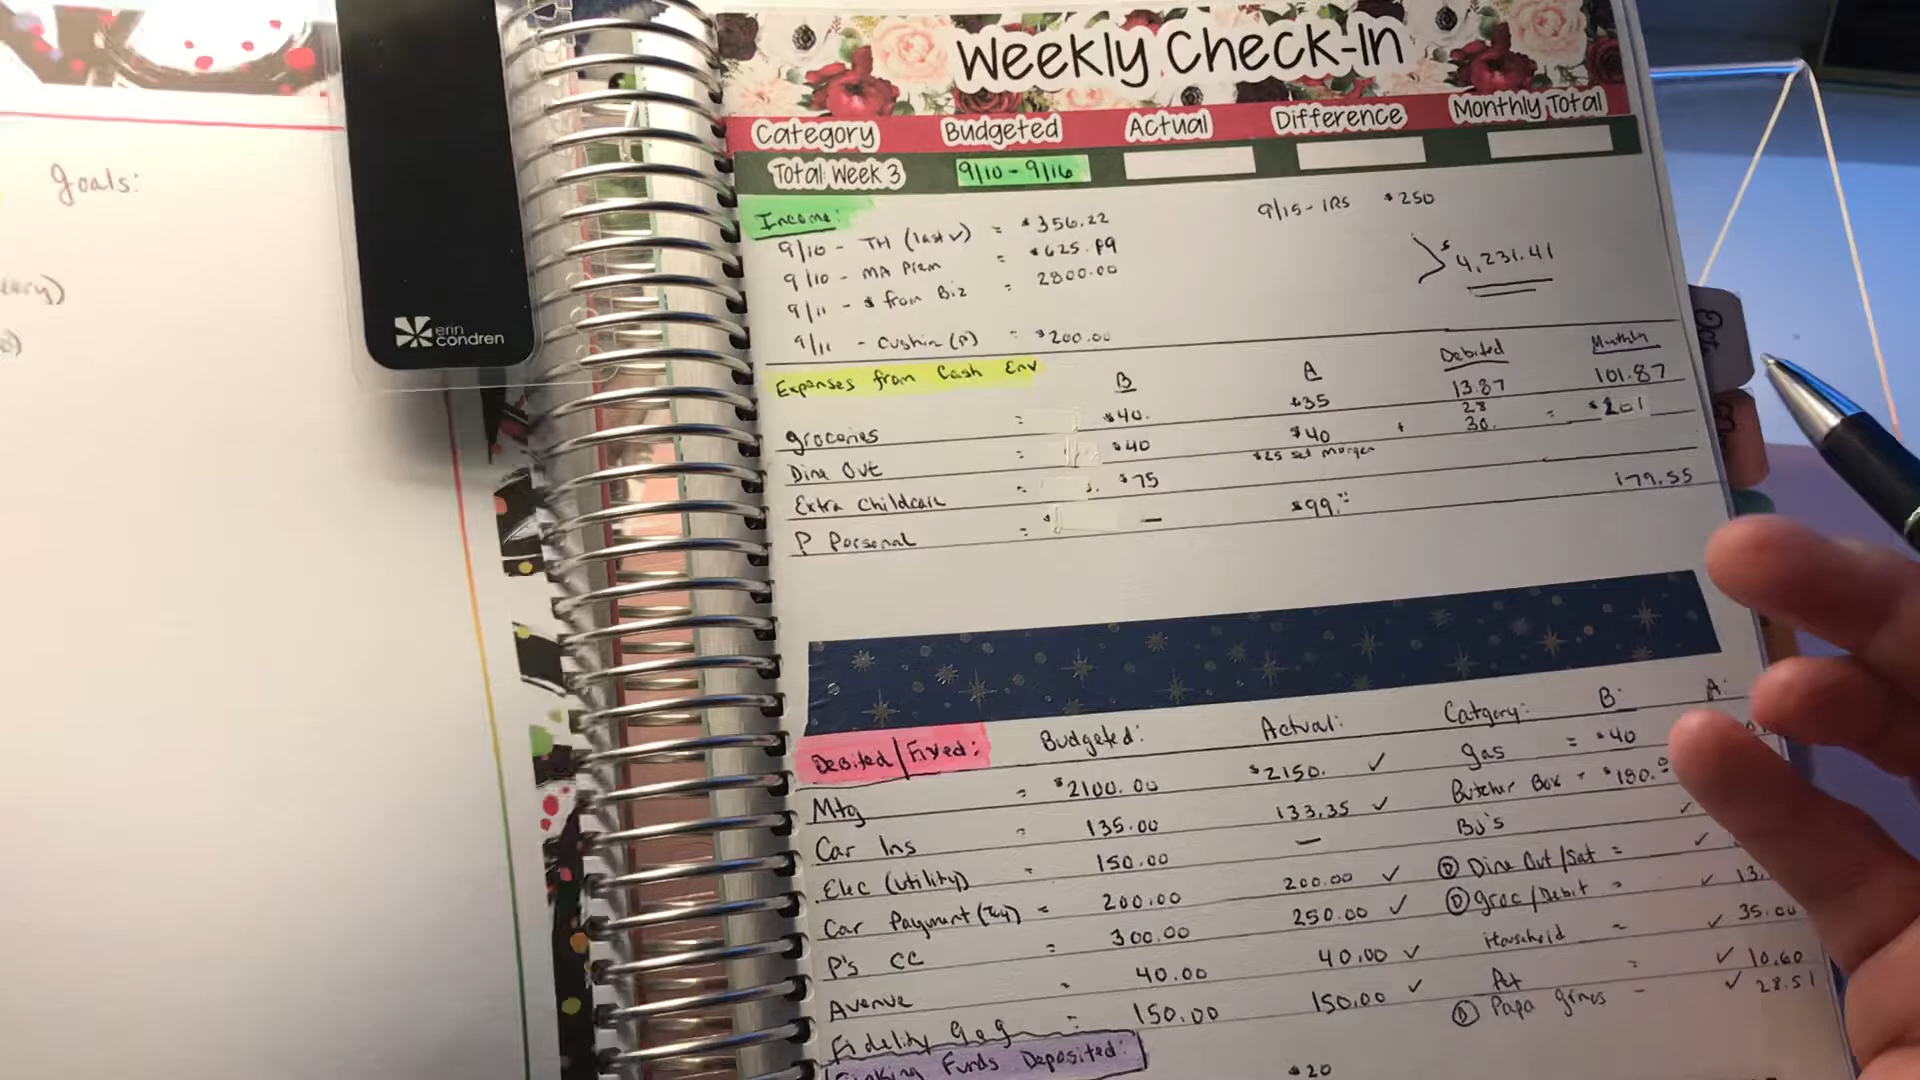 goals:
erin
condren
Weekly Check-In
Category Budgeted Actual Difference Monthly Total
Total: Week 3 9/10 - 9/16
Income:
9/10 - TH (last ✓) = $356.22
9/10 - MA Prem = $625.89
9/11 - $ from Biz = 2800.00
9/11 - Cushin (P) = $200.00
9/15 - IRS $250
$4,231.41
Expenses from Cash Env B A Debited Monthly
groceries = $40. $35 13.87 101.87
Dine Out = $40 $40 + 28 30. = $201
Extra Childcare = $75 $25 set morgen
P Personal = $ — $99. 179.55
Debited/Fixed: Budgeted: Actual: Catgory: B: A:
Mtg = $2100.00 $2150. ✓
Car Ins = 135.00 133.35 ✓
Elec (utility) = 150.00 —
Car Payment = 200.00 200.00 ✓
P's CC = 300.00 250.00 ✓
Avenue = 40.00 40.00 ✓
Fidelity = 150.00 150.00 ✓
gas = $40
Butcher Box = $180.
BJ's ✓
Ⓓ Dine Out/Sat = ✓
Ⓓ groc/Debit = ✓ 13.
Household = ✓ 35.00
Pet = ✓ 10.60
Ⓓ Papa ginos - ✓ 28.51
Sinking Funds Deposited:
$20
Oct